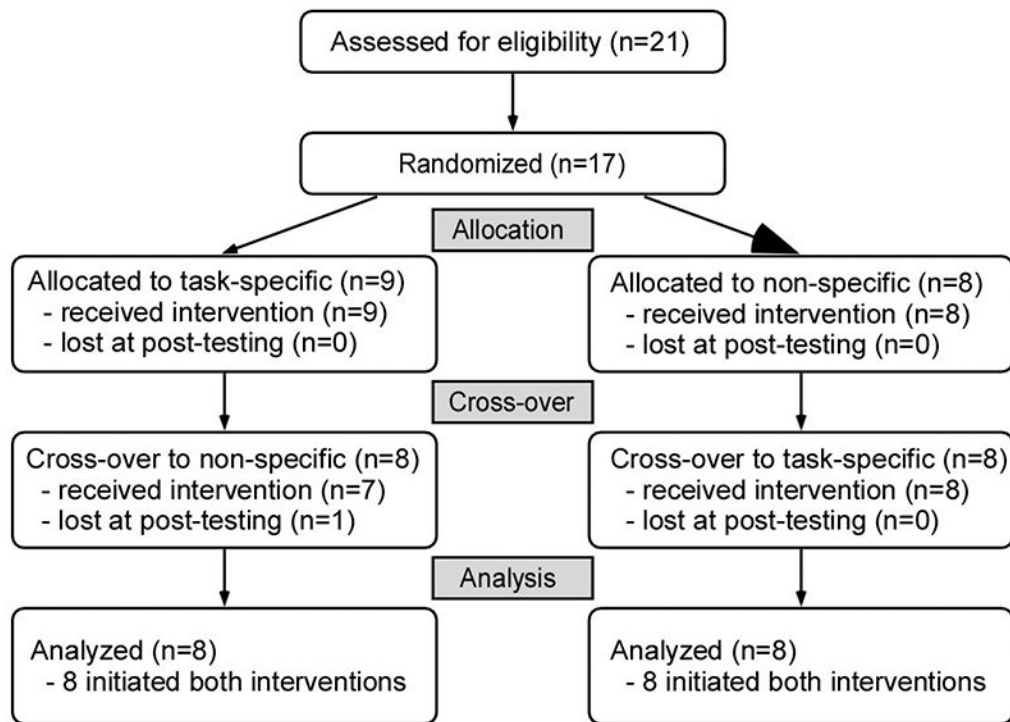 Assessed for eligibility (n=21)
Randomized (n=17)
Allocation
Allocated to task-specific (n=9)
- received intervention (n=9)
- lost at post-testing (n=0)
Allocated to non-specific (n=8)
- received intervention (n=8)
- lost at post-testing (n=0)
Cross-over
Cross-over to non-specific (n=8)
- received intervention (n=7)
- lost at post-testing (n=1)
Cross-over to task-specific (n=8)
- received intervention (n=8)
- lost at post-testing (n=0)
Analysis
Analyzed (n=8)
- 8 initiated both interventions
Analyzed (n=8)
- 8 initiated both interventions